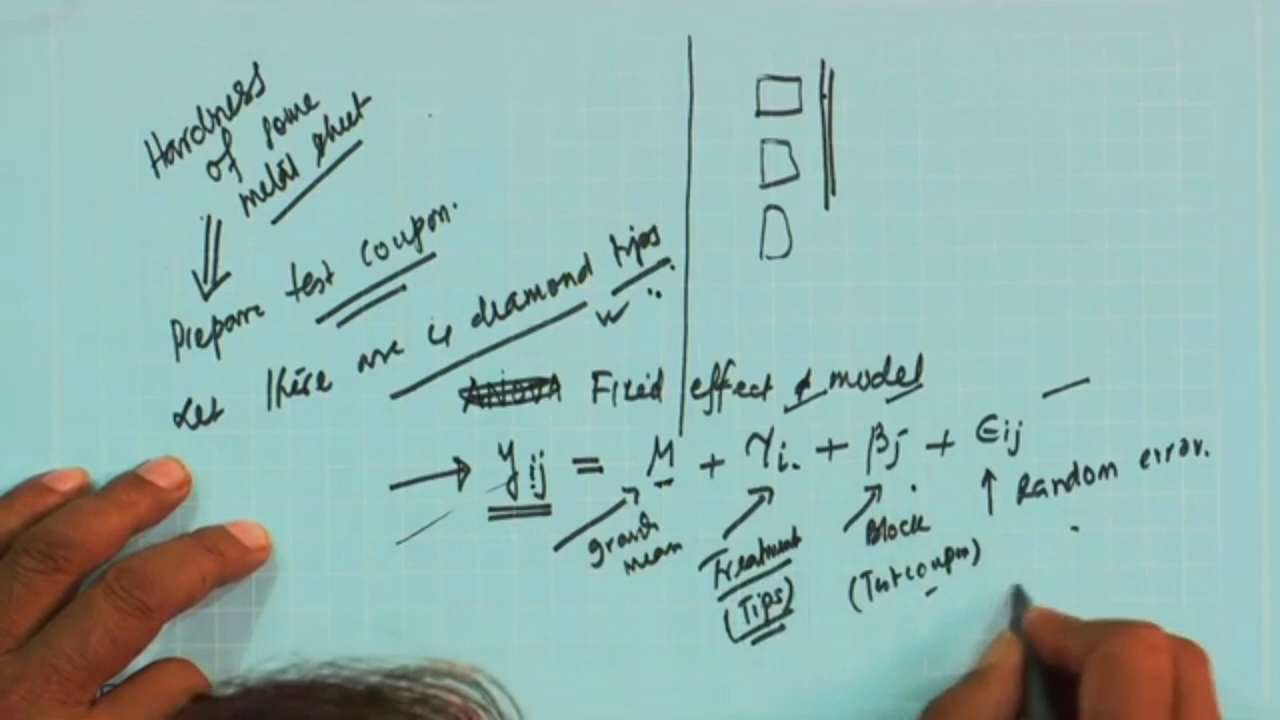 Hardness
of some
metal sheet
Prepare test coupon.
Let there are 4 diamond tips
ANOVA Fixed effect model
yij = μ + τi. + βj + ϵij
grand
mean
Treatment
(Tips)
Block
(Test coupon)
Random error.